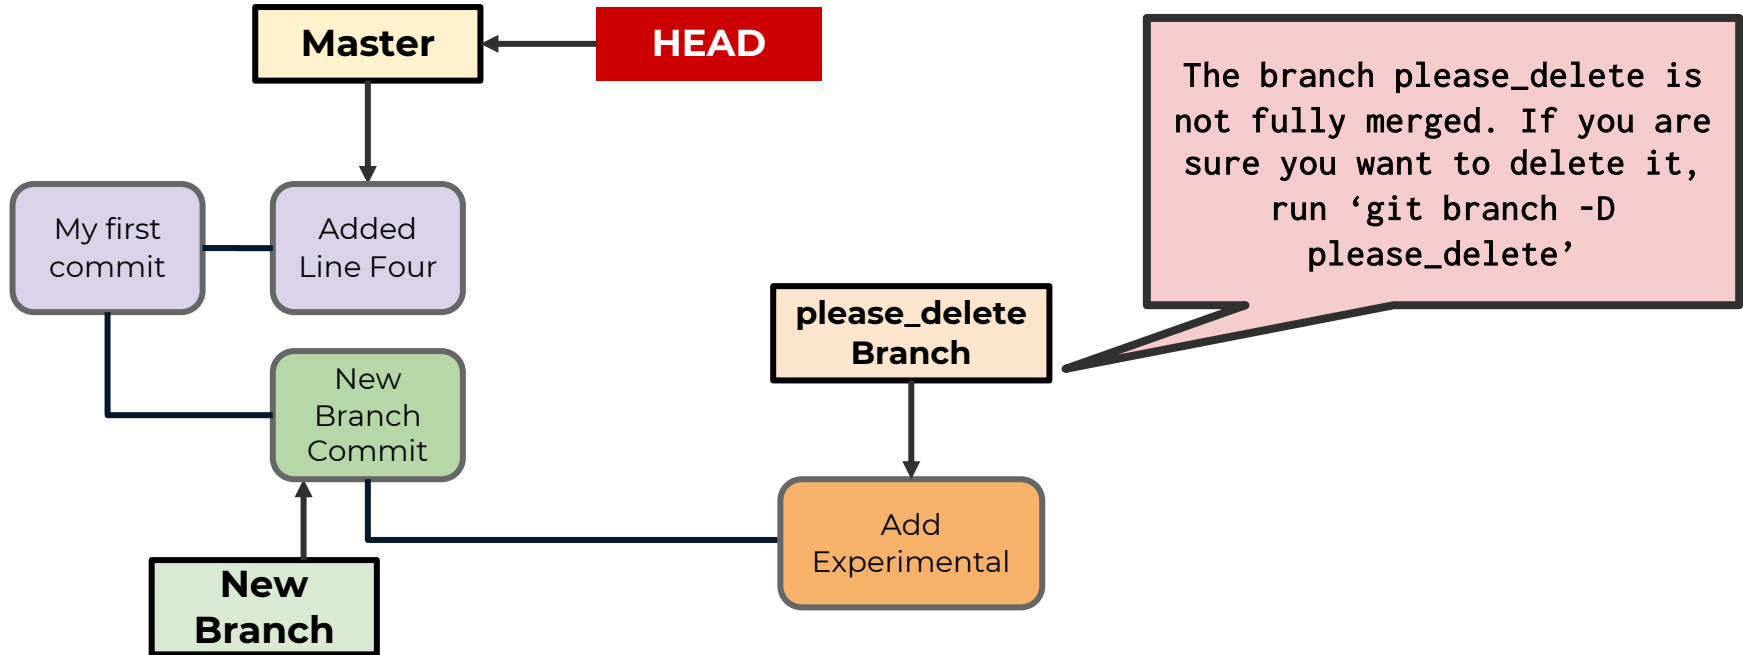 Master
HEAD
The branch please_delete is
not fully merged. If you are
sure you want to delete it,
run ‘git branch -D
please_delete’
My first
commit
Added
Line Four
please_delete
Branch
New
Branch
Commit
Add
Experimental
New
Branch